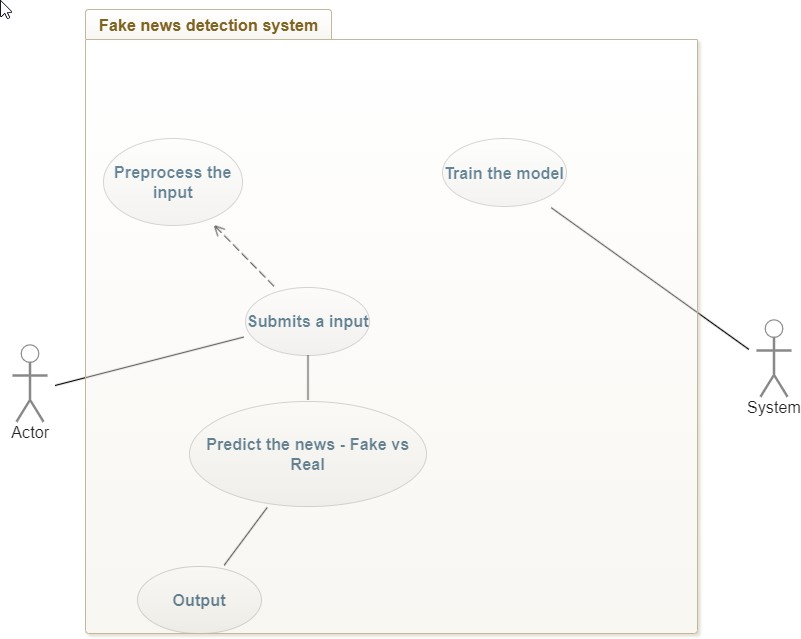 Fake news detection system
Preprocess the
input
Train the model
Submits a input
Actor
System
Predict the news - Fake vs
Real
Output